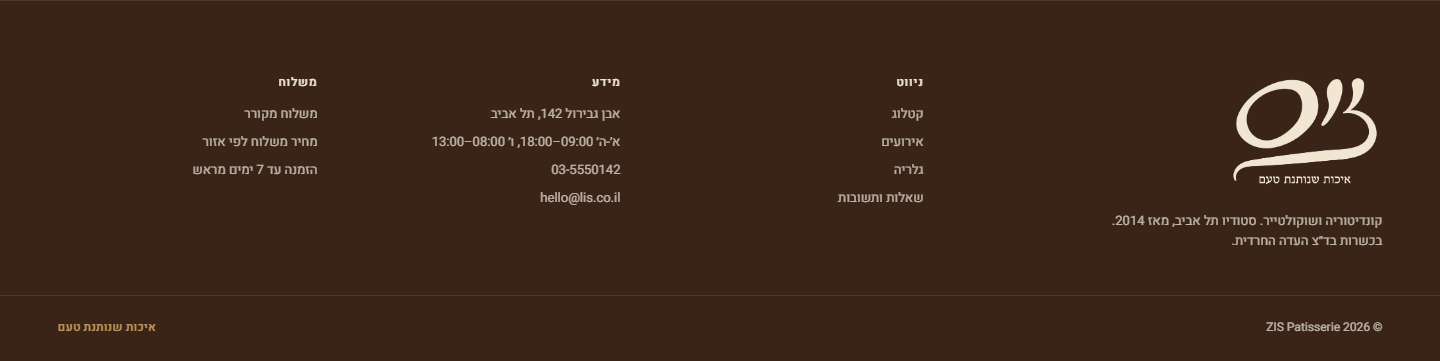 ציס
איכות שנותנת טעם
קונדיטוריה ושוקולטייר. סטודיו תל אביב, מאז 2014.
בכשרות בד״צ העדה החרדית.
ניווט
קטלוג
אירועים
גלריה
שאלות ותשובות
מידע
אבן גבירול 142, תל אביב
א׳-ה׳ 09:00–18:00, ו׳ 08:00–13:00
03-5550142
hello@lis.co.il
משלוח
משלוח מקורר
מחיר משלוח לפי אזור
הזמנה עד 7 ימים מראש
© 2026 ZIS Patisserie
איכות שנותנת טעם